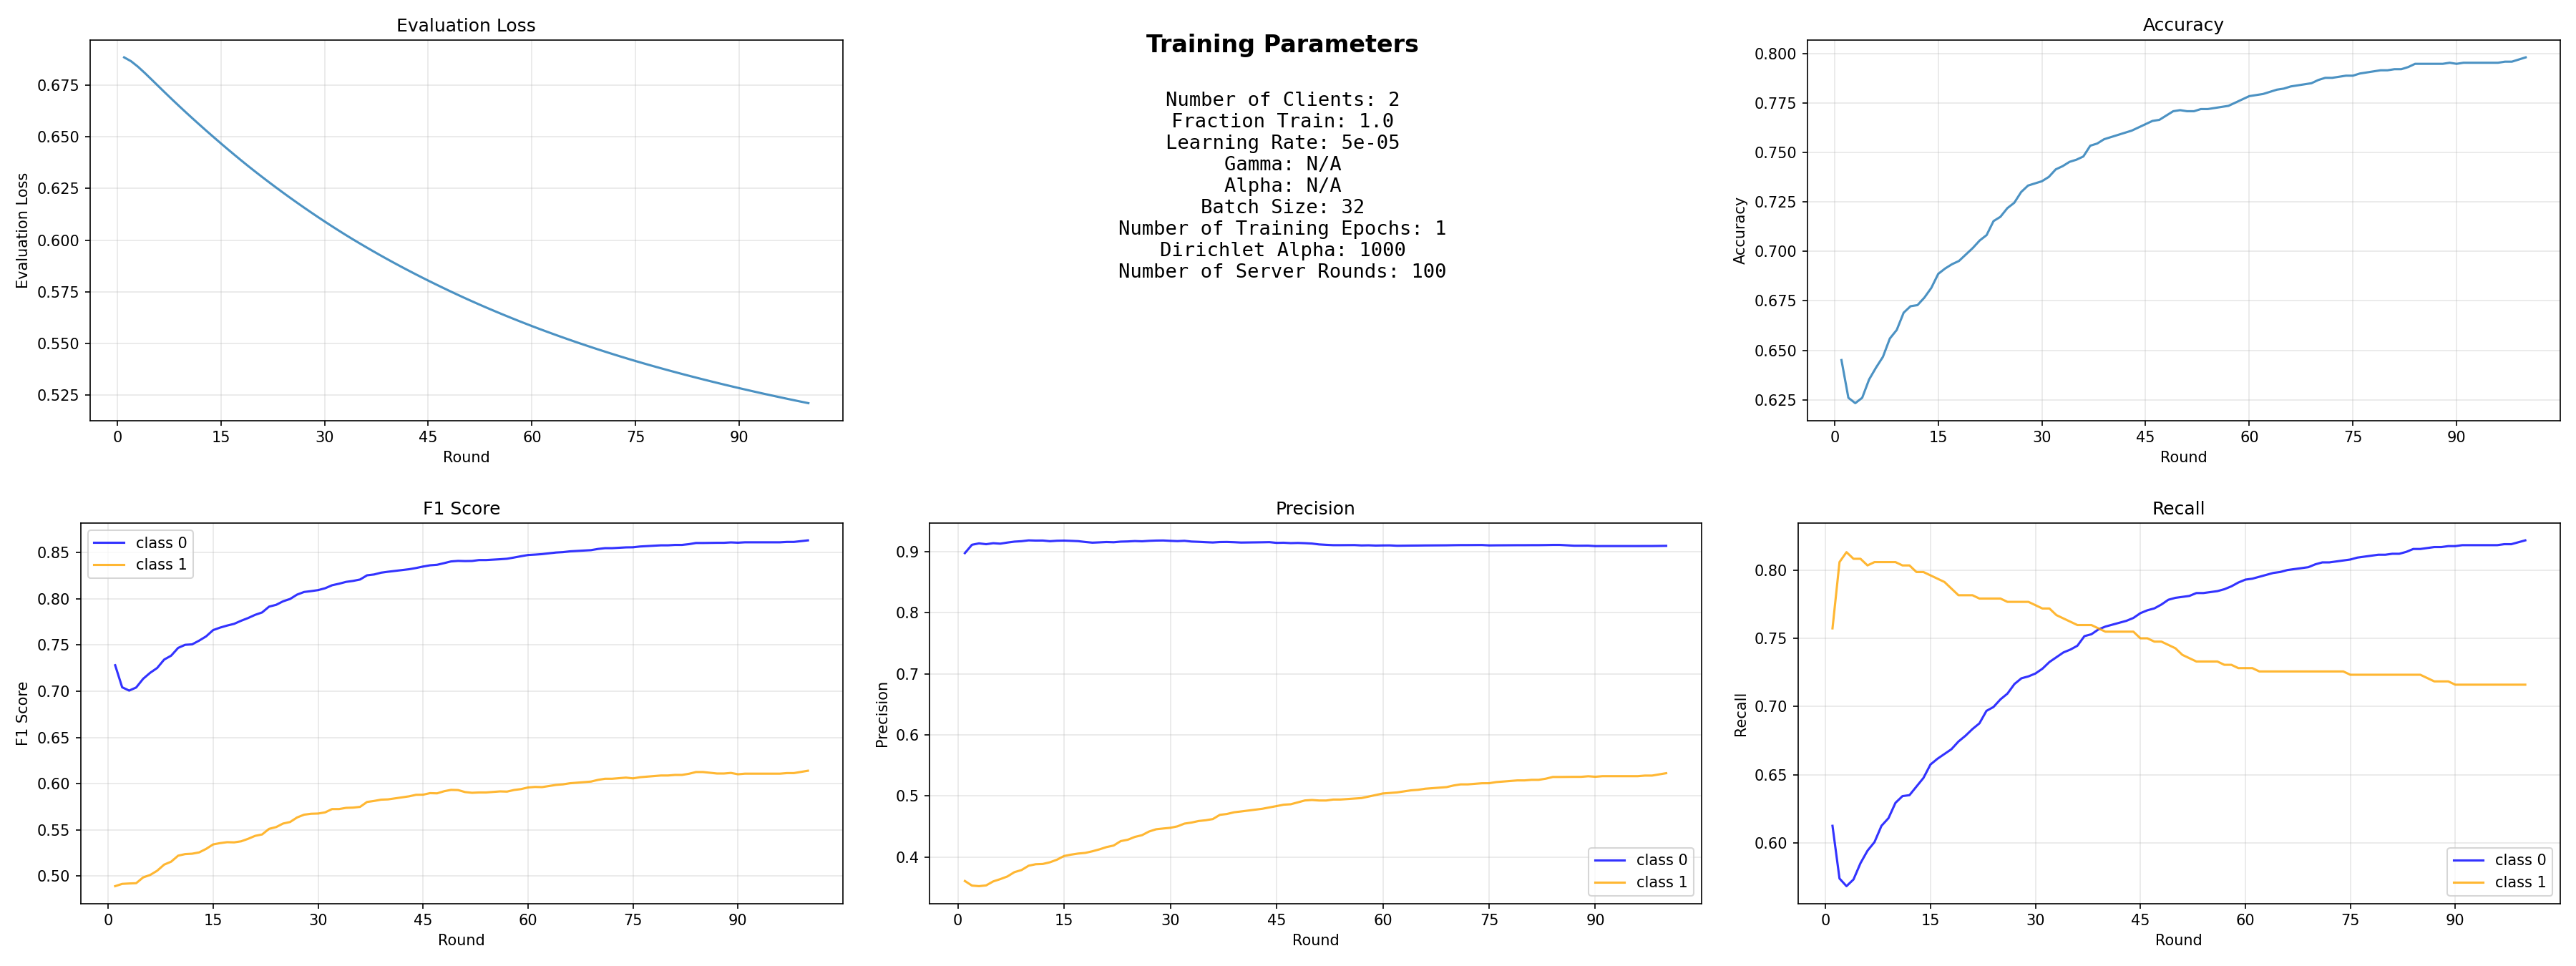 Evaluation Loss
Evaluation Loss
0.675
0.650
0.625
0.600
0.575
0.550
0.525
0 15 30 45 60 75 90
Round
Training Parameters
Number of Clients: 2
Fraction Train: 1.0
Learning Rate: 5e-05
Gamma: N/A
Alpha: N/A
Batch Size: 32
Number of Training Epochs: 1
Dirichlet Alpha: 1000
Number of Server Rounds: 100
Accuracy
Accuracy
0.800
0.775
0.750
0.725
0.700
0.675
0.650
0.625
0 15 30 45 60 75 90
Round
F1 Score
F1 Score
class 0
class 1
0.85
0.80
0.75
0.70
0.65
0.60
0.55
0.50
0 15 30 45 60 75 90
Round
Precision
Precision
0.9
0.8
0.7
0.6
0.5
0.4
class 0
class 1
0 15 30 45 60 75 90
Round
Recall
Recall
0.80
0.75
0.70
0.65
0.60
class 0
class 1
0 15 30 45 60 75 90
Round